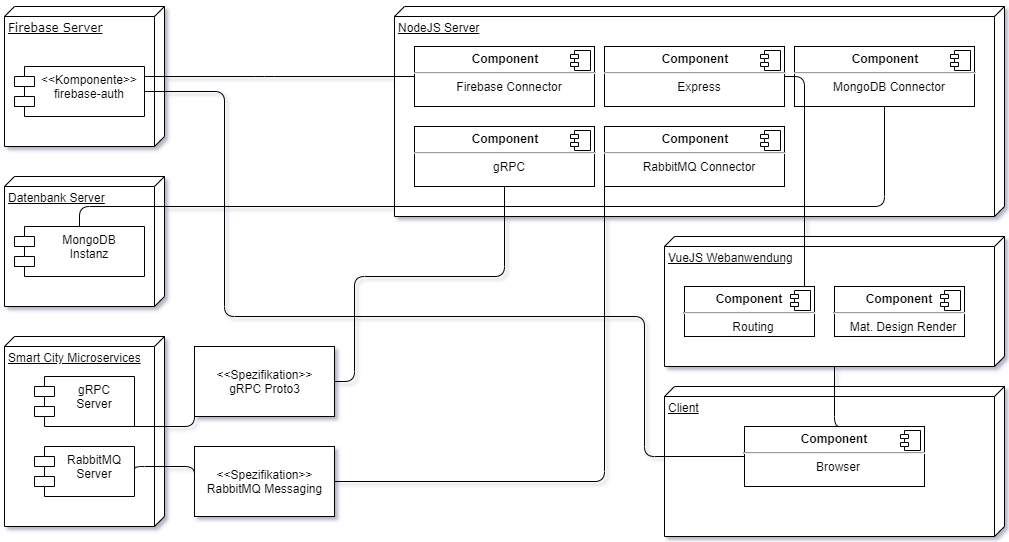 Firebase Server
<<Komponente>>
firebase-auth
NodeJS Server
Component
Firebase Connector
Component
Express
Component
MongoDB Connector
Component
gRPC
Component
RabbitMQ Connector
Datenbank Server
MongoDB
Instanz
VueJS Webanwendung
Component
Routing
Component
Mat. Design Render
Smart City Microservices
gRPC
Server
RabbitMQ
Server
<<Spezifikation>>
gRPC Proto3
<<Spezifikation>>
RabbitMQ Messaging
Client
Component
Browser